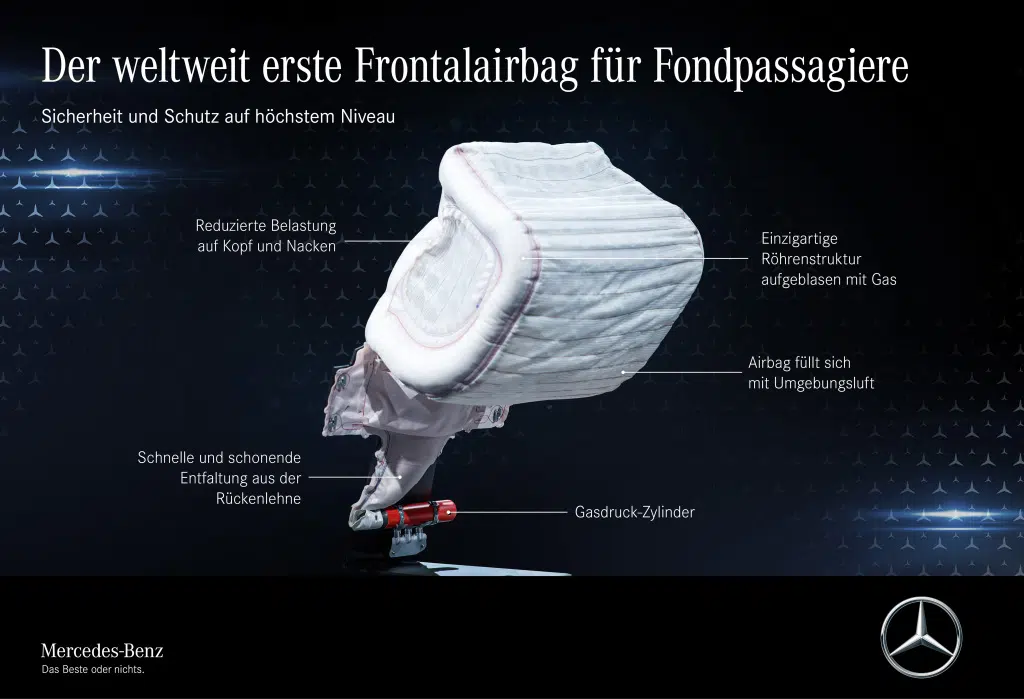 Der weltweit erste Frontalairbag für Fondpassagiere
Sicherheit und Schutz auf höchstem Niveau
Reduzierte Belastung
auf Kopf und Nacken
Einzigartige
Röhrenstruktur
aufgeblasen mit Gas
Airbag füllt sich
mit Umgebungsluft
Schnelle und schonende
Entfaltung aus der
Rückenlehne
Gasdruck-Zylinder
Mercedes-Benz
Das Beste oder nichts.